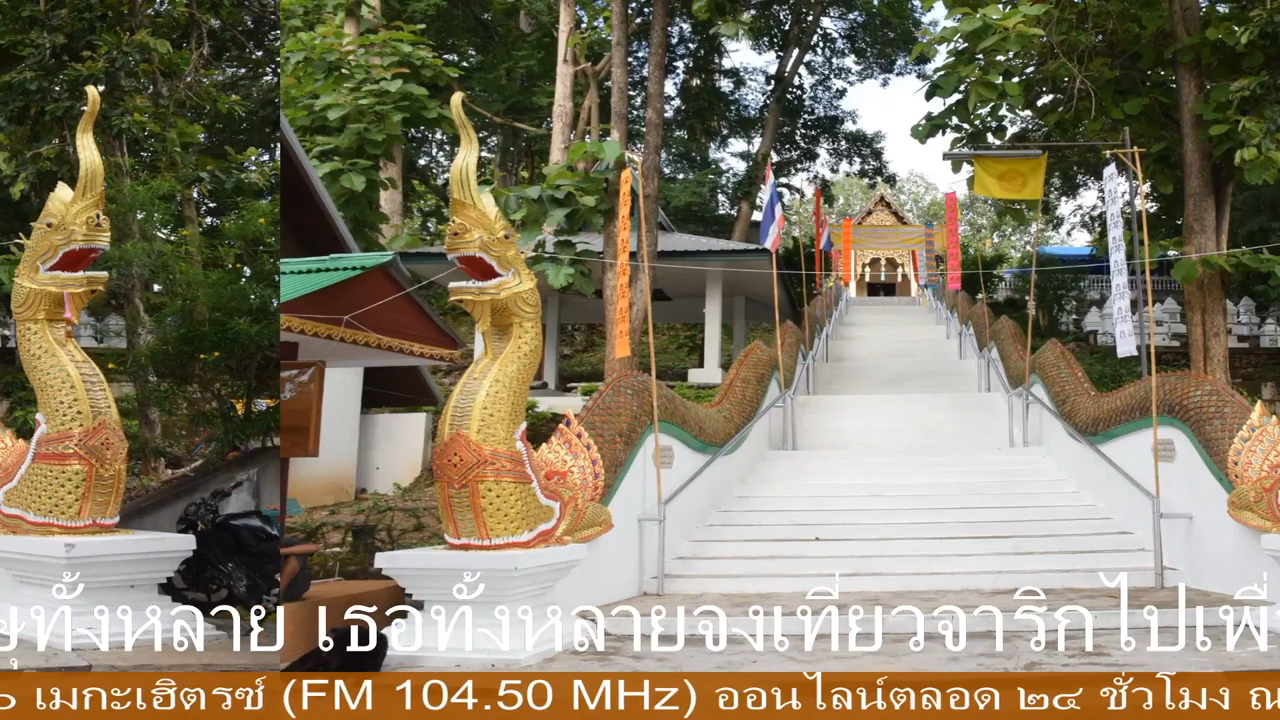 ษุทั้งหลาย เธอทั้งหลายจงเที่ยวจาริกไปเพื่
๐ เมกะเฮิตรซ์ (FM 104.50 MHz) ออนไลน์ตลอด ๒๔ ชั่วโมง ณ